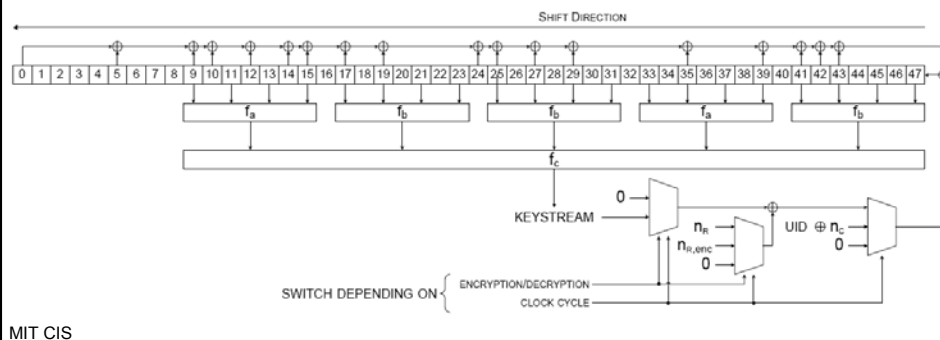 SHIFT DIRECTION
0 1 2 3 4 5 6 7 8 9 10 11 12 13 14 15 16 17 18 19 20 21 22 23 24 25 26 27 28 29 30 31 32 33 34 35 36 37 38 39 40 41 42 43 44 45 46 47
fa fb fb fa fb
fc
0
KEYSTREAM
nR
nR,enc
0
UID ⊕ nc
0
SWITCH DEPENDING ON { ENCRYPTION/DECRYPTION
CLOCK CYCLE
MIT CIS